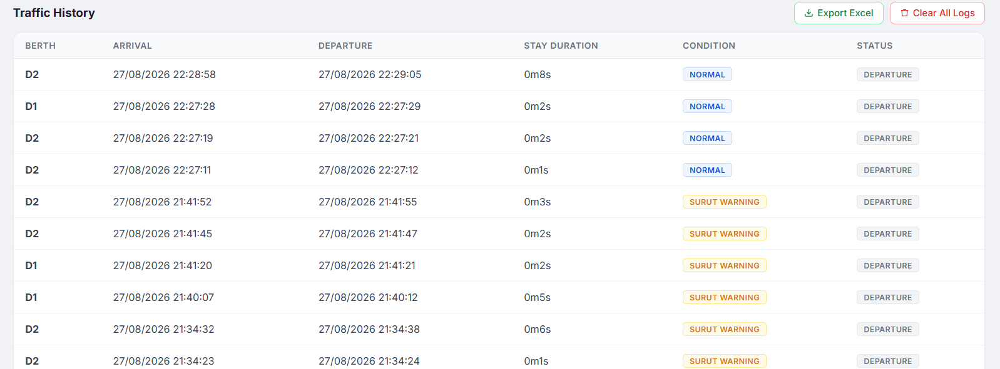 Traffic History
Export Excel
Clear All Logs
BERTH ARRIVAL DEPARTURE STAY DURATION CONDITION STATUS
D2 27/08/2026 22:28:58 27/08/2026 22:29:05 0m8s NORMAL DEPARTURE
D1 27/08/2026 22:27:28 27/08/2026 22:27:29 0m2s NORMAL DEPARTURE
D2 27/08/2026 22:27:19 27/08/2026 22:27:21 0m2s NORMAL DEPARTURE
D2 27/08/2026 22:27:11 27/08/2026 22:27:12 0m1s NORMAL DEPARTURE
D2 27/08/2026 21:41:52 27/08/2026 21:41:55 0m3s SURUT WARNING DEPARTURE
D2 27/08/2026 21:41:45 27/08/2026 21:41:47 0m2s SURUT WARNING DEPARTURE
D1 27/08/2026 21:41:20 27/08/2026 21:41:21 0m2s SURUT WARNING DEPARTURE
D1 27/08/2026 21:40:07 27/08/2026 21:40:12 0m5s SURUT WARNING DEPARTURE
D2 27/08/2026 21:34:32 27/08/2026 21:34:38 0m6s SURUT WARNING DEPARTURE
D2 27/08/2026 21:34:23 27/08/2026 21:34:24 0m1s SURUT WARNING DEPARTURE